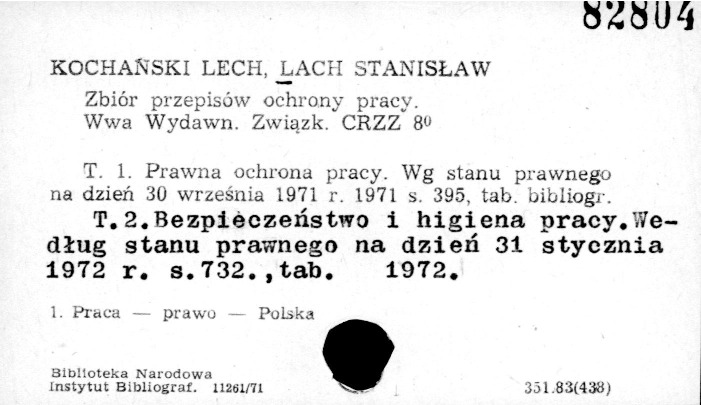 82804
KOCHAŃSKI LECH, LACH STANISŁAW
Zbiór przepisów ochrony pracy.
Wwa Wydawn. Związk. CRZZ 8⁰
T. 1. Prawna ochrona pracy. Wg stanu prawnego
na dzień 30 września 1971 r. 1971 s. 395, tab. bibliogr.
T.2.Bezpieczeństwo i higiena pracy.We-
dług stanu prawnego na dzień 31 stycznia
1972 r. s.732.,tab. 1972.
1. Praca — prawo — Polska
Biblioteka Narodowa
Instytut Bibliograf. 11261/71
351.83(438)